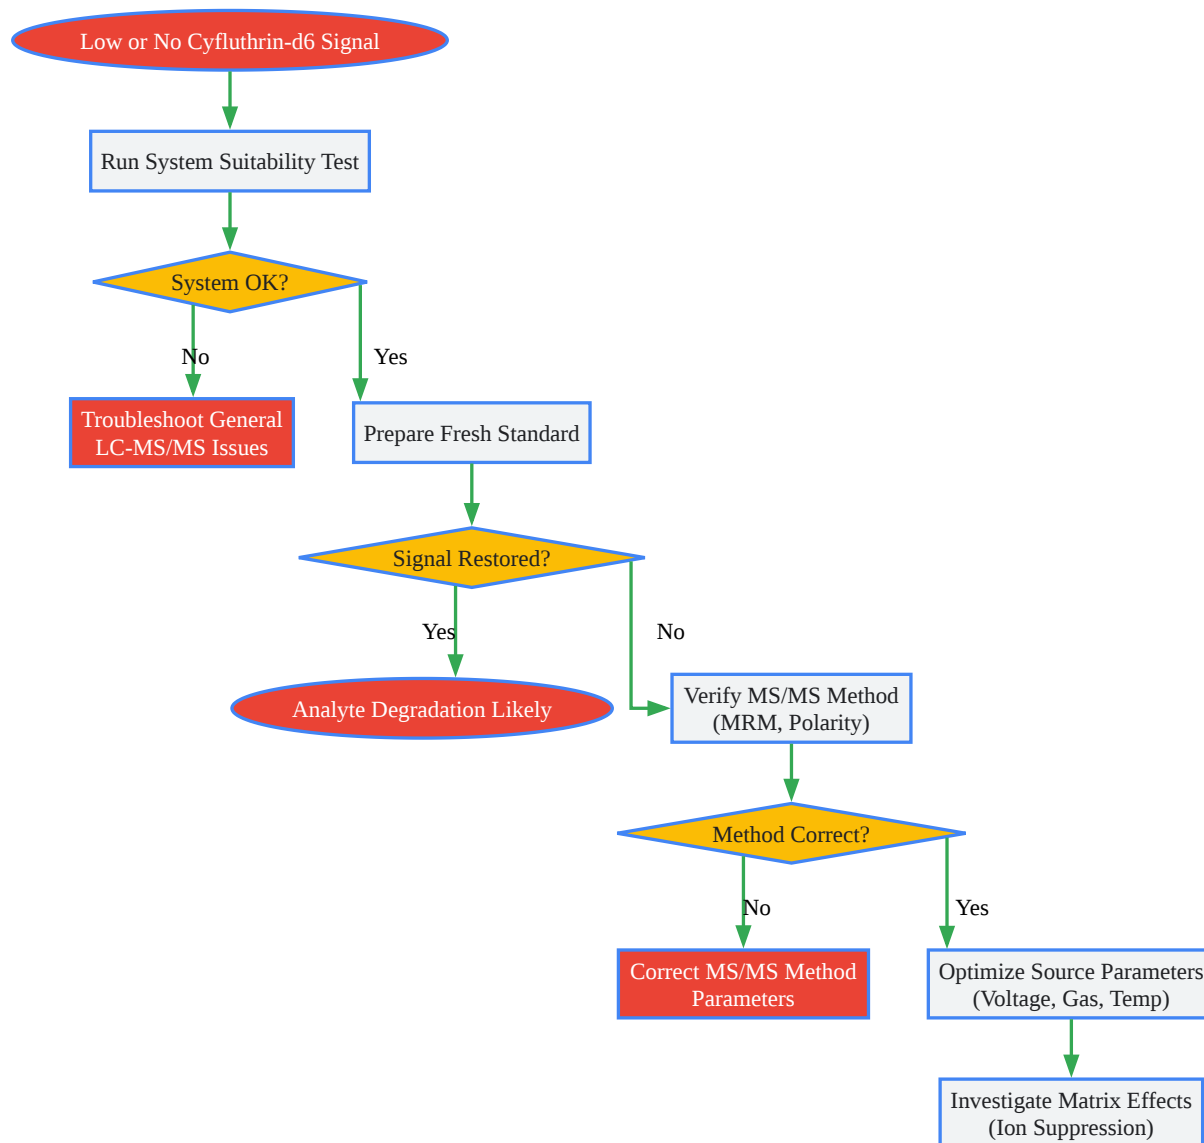 Low or No Cyfluthrin-d6 Signal
Run System Suitability Test
System OK?
No
Yes
Troubleshoot General
LC-MS/MS Issues
Prepare Fresh Standard
Signal Restored?
Yes
No
Analyte Degradation Likely
Verify MS/MS Method
(MRM, Polarity)
Method Correct?
No
Yes
Correct MS/MS Method
Parameters
Optimize Source Parameters
(Voltage, Gas, Temp)
Investigate Matrix Effects
(Ion Suppression)